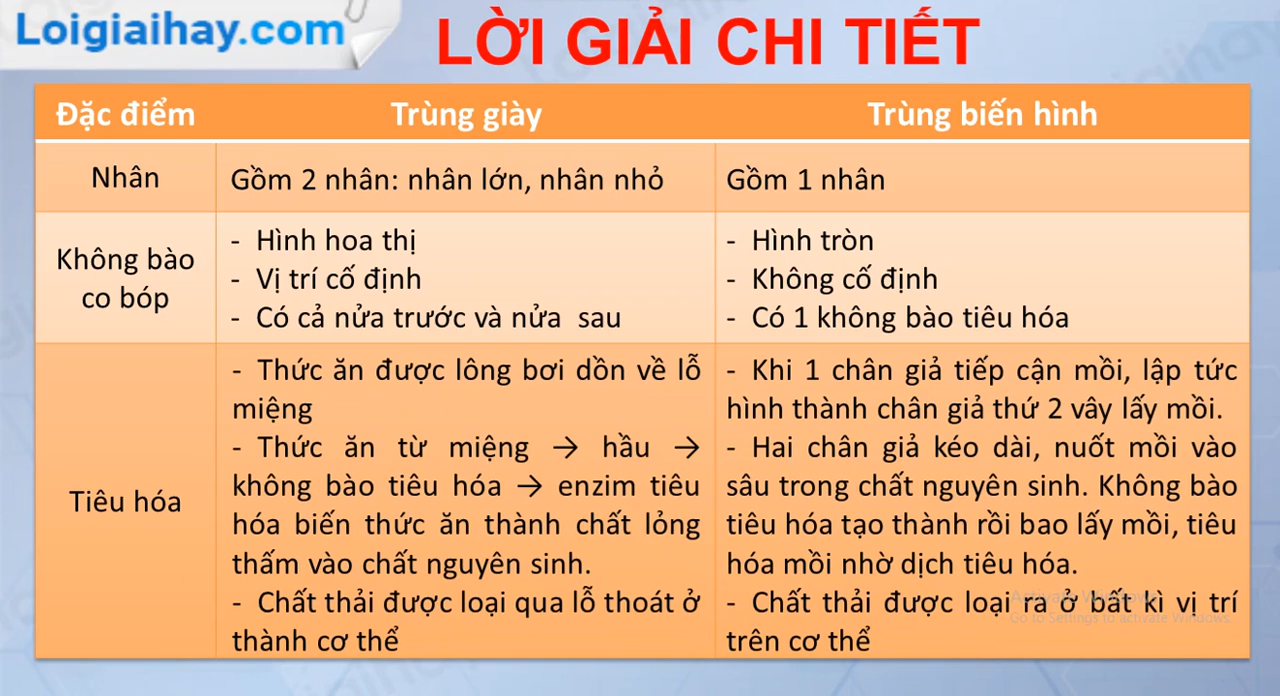 Loigiaihay.com
LỜI GIẢI CHI TIẾT
Đặc điểm
Trùng giày
Trùng biến hình
Nhân
Gồm 2 nhân: nhân lớn, nhân nhỏ
Gồm 1 nhân
Không bào
co bóp
- Hình hoa thị
- Vị trí cố định
- Có cả nửa trước và nửa sau
- Hình tròn
- Không cố định
- Có 1 không bào tiêu hóa
Tiêu hóa
- Thức ăn được lông bơi dồn về lỗ
miệng
- Thức ăn từ miệng → hầu →
không bào tiêu hóa → enzim tiêu
hóa biến thức ăn thành chất lỏng
thấm vào chất nguyên sinh.
- Chất thải được loại qua lỗ thoát ở
thành cơ thể
- Khi 1 chân giả tiếp cận mồi, lập tức
hình thành chân giả thứ 2 vây lấy mồi.
- Hai chân giả kéo dài, nuốt mồi vào
sâu trong chất nguyên sinh. Không bào
tiêu hóa tạo thành rồi bao lấy mồi, tiêu
hóa mồi nhờ dịch tiêu hóa.
- Chất thải được loại ra ở bất kì vị trí
trên cơ thể
Activate Windows
Go to Settings to activate Windows.